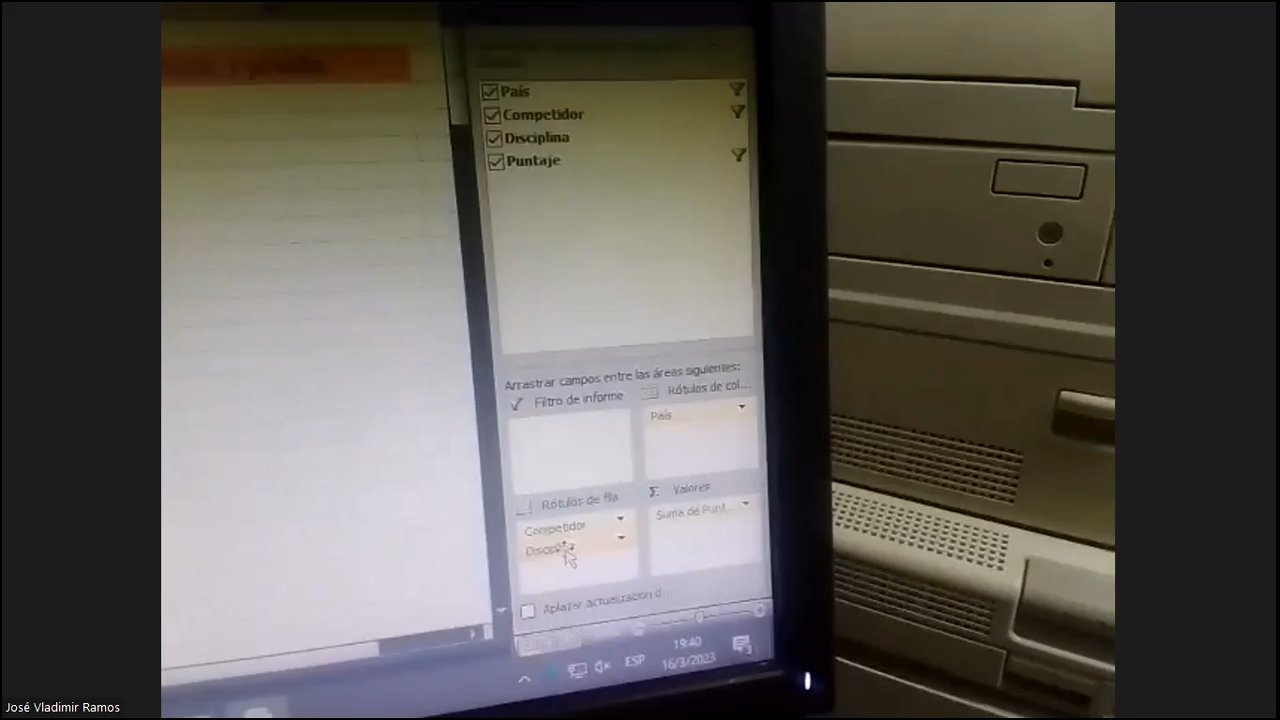 País
Competidor
Disciplina
Puntaje
Arrastrar campos entre las áreas siguientes:
Filtro de informe
Rótulos de col...
País
Rótulos de fila
Σ Valores
Competidor
Suma de Punt...
Aplazar actualización d...
19:40
ESP
16/3/2023
3
José Vladimir Ramos